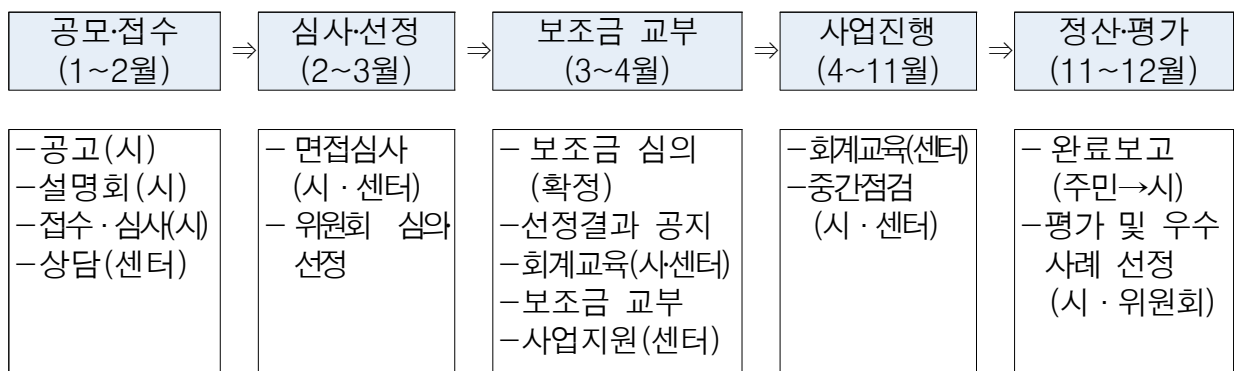 공모·접수
(1~2월)
⇒
심사·선정
(2~3월)
⇒
보조금 교부
(3~4월)
⇒
사업진행
(4~11월)
⇒
정산·평가
(11~12월)
－공고(시)
－설명회(시)
－접수·심사(시)
－상담(센터)
－ 면접심사
(시·센터)
－ 위원회 심의·
선정
－ 보조금 심의
(확정)
－선정결과 공지
－회계교육(시·센터)
－보조금 교부
－사업지원(센터)
－회계교육(센터)
－중간점검
(시·센터)
－ 완료보고
(주민→시)
－평가 및 우수
사례 선정
(시·위원회)